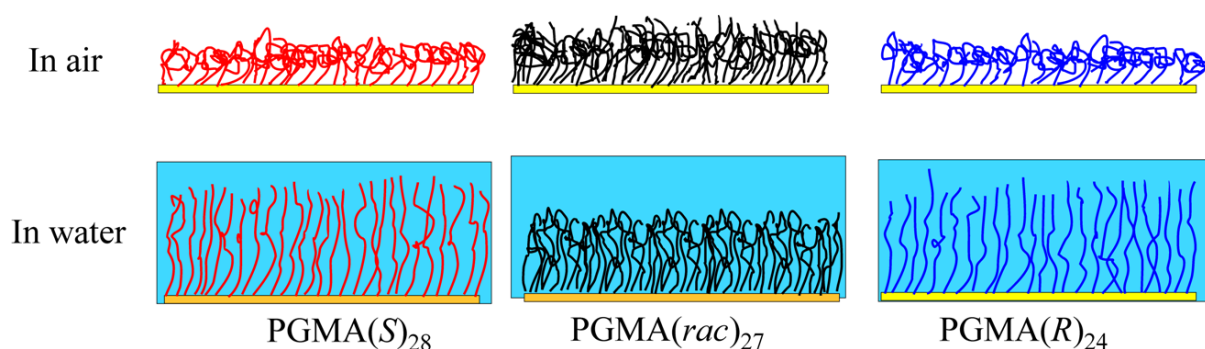 In air
In water
PGMA(S)₂₈
PGMA(rac)₂₇
PGMA(R)₂₄